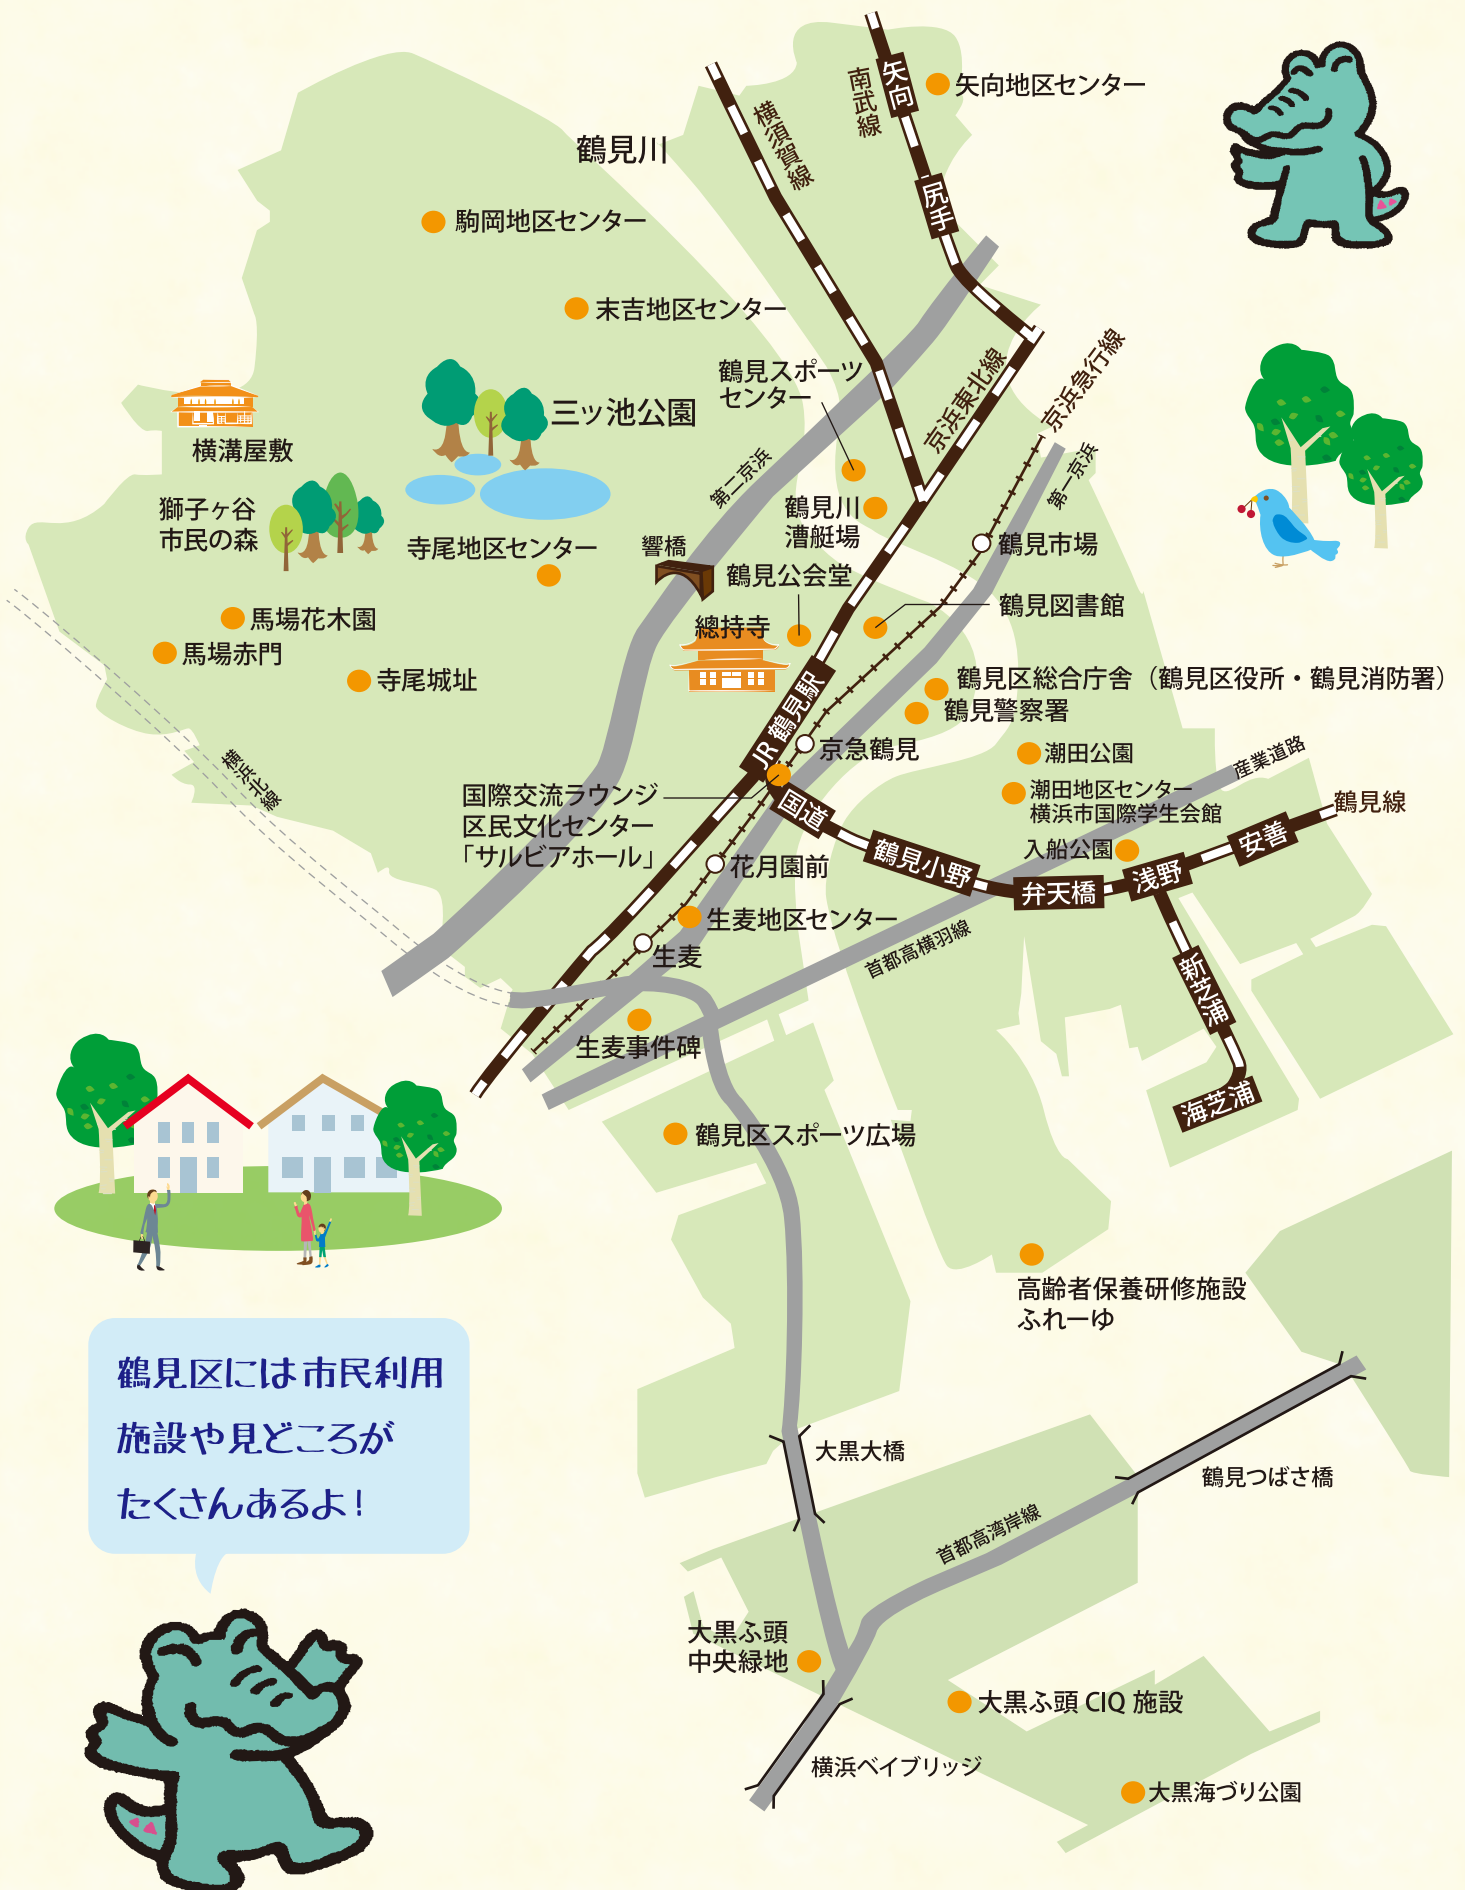 矢向
南武線
矢向地区センター
横須賀線
鶴見川
尻手
駒岡地区センター
末吉地区センター
鶴見スポーツ
センター
京浜東北線
京浜急行線
三ッ池公園
横溝屋敷
第二京浜
第一京浜
獅子ヶ谷
市民の森
鶴見川
漕艇場
寺尾地区センター
響橋
鶴見市場
鶴見公会堂
鶴見図書館
馬場花木園
總持寺
馬場赤門
寺尾城址
鶴見区総合庁舎（鶴見区役所・鶴見消防署）
鶴見警察署
JR 鶴見駅
京急鶴見
潮田公園
産業道路
横浜北線
国際交流ラウンジ
区民文化センター
「サルビアホール」
国道
潮田地区センター
横浜市国際学生会館
鶴見線
入船公園
安善
鶴見小野
花月園前
浅野
弁天橋
生麦地区センター
生麦
首都高横羽線
新芝浦
生麦事件碑
海芝浦
鶴見区スポーツ広場
高齢者保養研修施設
ふれーゆ
鶴見区には市民利用
施設や見どころが
たくさんあるよ！
大黒大橋
鶴見つばさ橋
首都高湾岸線
大黒ふ頭
中央緑地
大黒ふ頭 CIQ 施設
横浜ベイブリッジ
大黒海づり公園